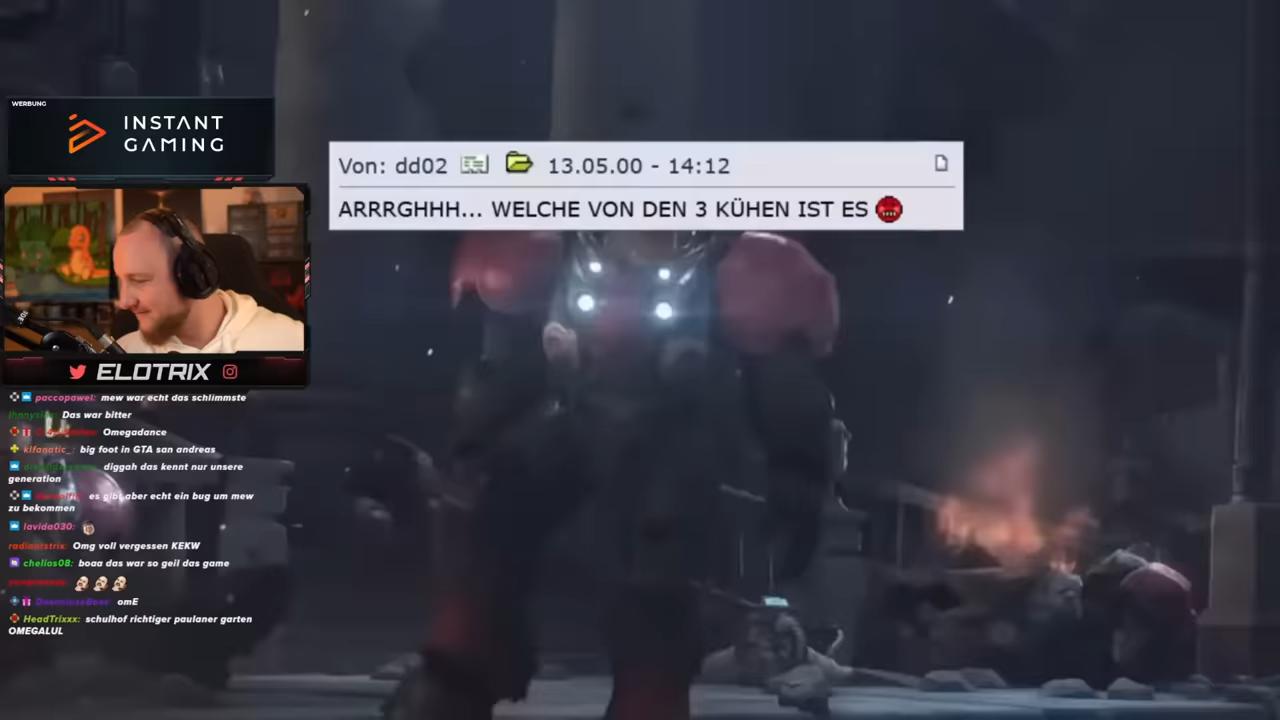 WERBUNG
INSTANT
GAMING
Von: dd02 13.05.00 - 14:12
ARRRGHHH... WELCHE VON DEN 3 KÜHEN IST ES
ELOTRIX
paccopawel: mew war echt das schlimmste
Das war bitter
Omegadance
kifanatic_: big foot in GTA san andreas
diggah das kennt nur unsere
generation
es gibt aber echt ein bug um mew
zu bekommen
lavida030:
Omg voll vergessen KEKW
chelios08: boaa das war so geil das game
omE
HeadTrixxx: schulhof richtiger paulaner garten
OMEGALUL